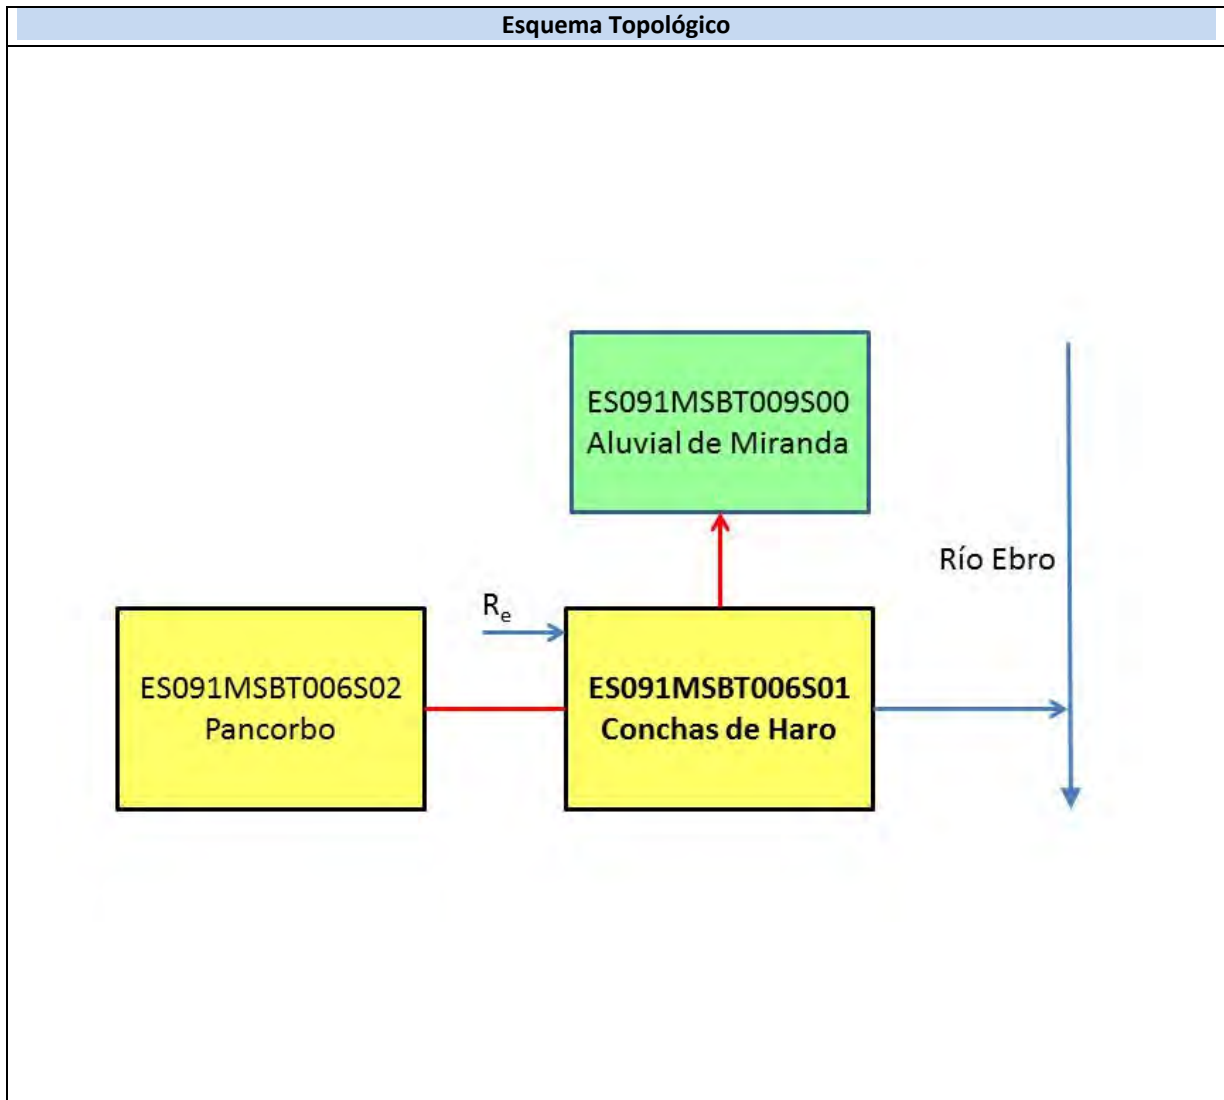 Esquema Topológico
ES091MSBT009S00
Aluvial de Miranda
Río Ebro
Re
ES091MSBT006S02
Pancorbo
ES091MSBT006S01
Conchas de Haro